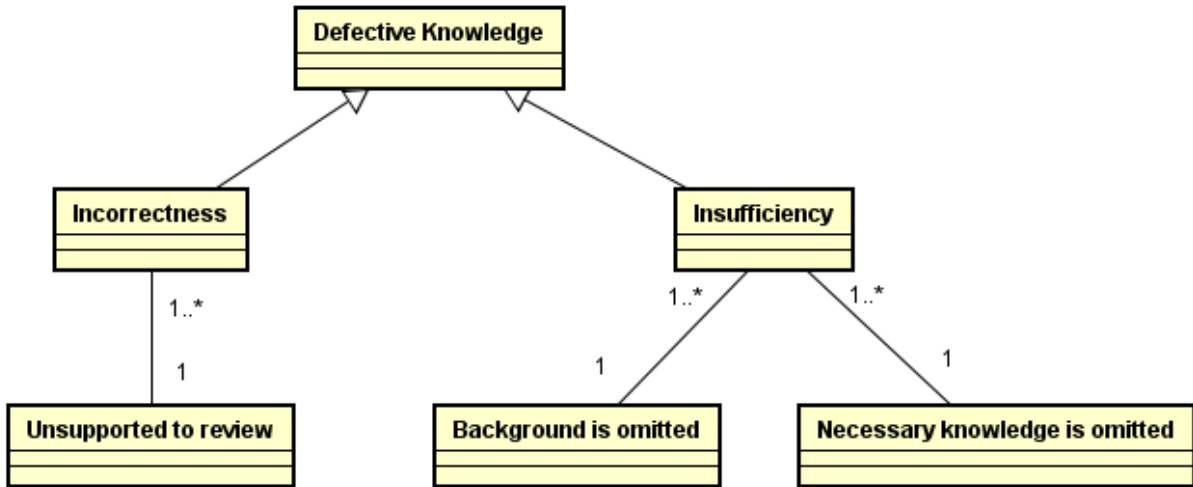 Defective Knowledge
Incorrectness
Insufficiency
1..*
1..*
1..*
1
1
1
Unsupported to review
Background is omitted
Necessary knowledge is omitted